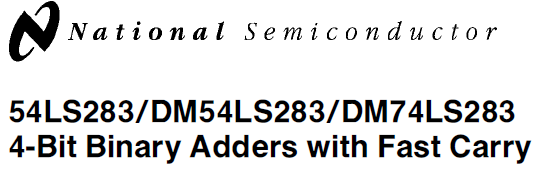 National Semiconductor
54LS283/DM54LS283/DM74LS283
4-Bit Binary Adders with Fast Carry